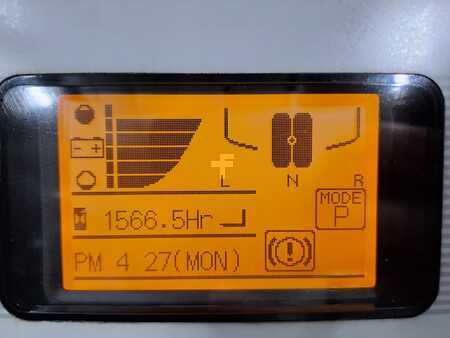 - +
L N R
MODE
P
1566.5Hr
PM 4 27(MON)